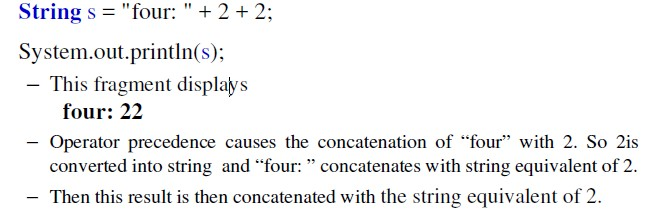 String s = "four: " + 2 + 2;
System.out.println(s);
– This fragment displays
four: 22
– Operator precedence causes the concatenation of “four” with 2. So 2is
converted into string and “four: ” concatenates with string equivalent of 2.
– Then this result is then concatenated with the string equivalent of 2.